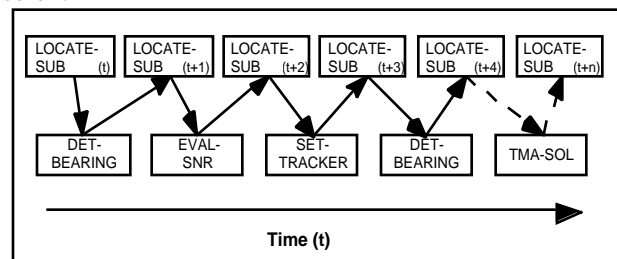 LOCATE-
SUB (t)
LOCATE-
SUB (t+1)
LOCATE-
SUB (t+2)
LOCATE-
SUB (t+3)
LOCATE-
SUB (t+4)
LOCATE-
SUB (t+n)
DET-
BEARING
EVAL-
SNR
SET-
TRACKER
DET-
BEARING
TMA-SOL
Time (t)